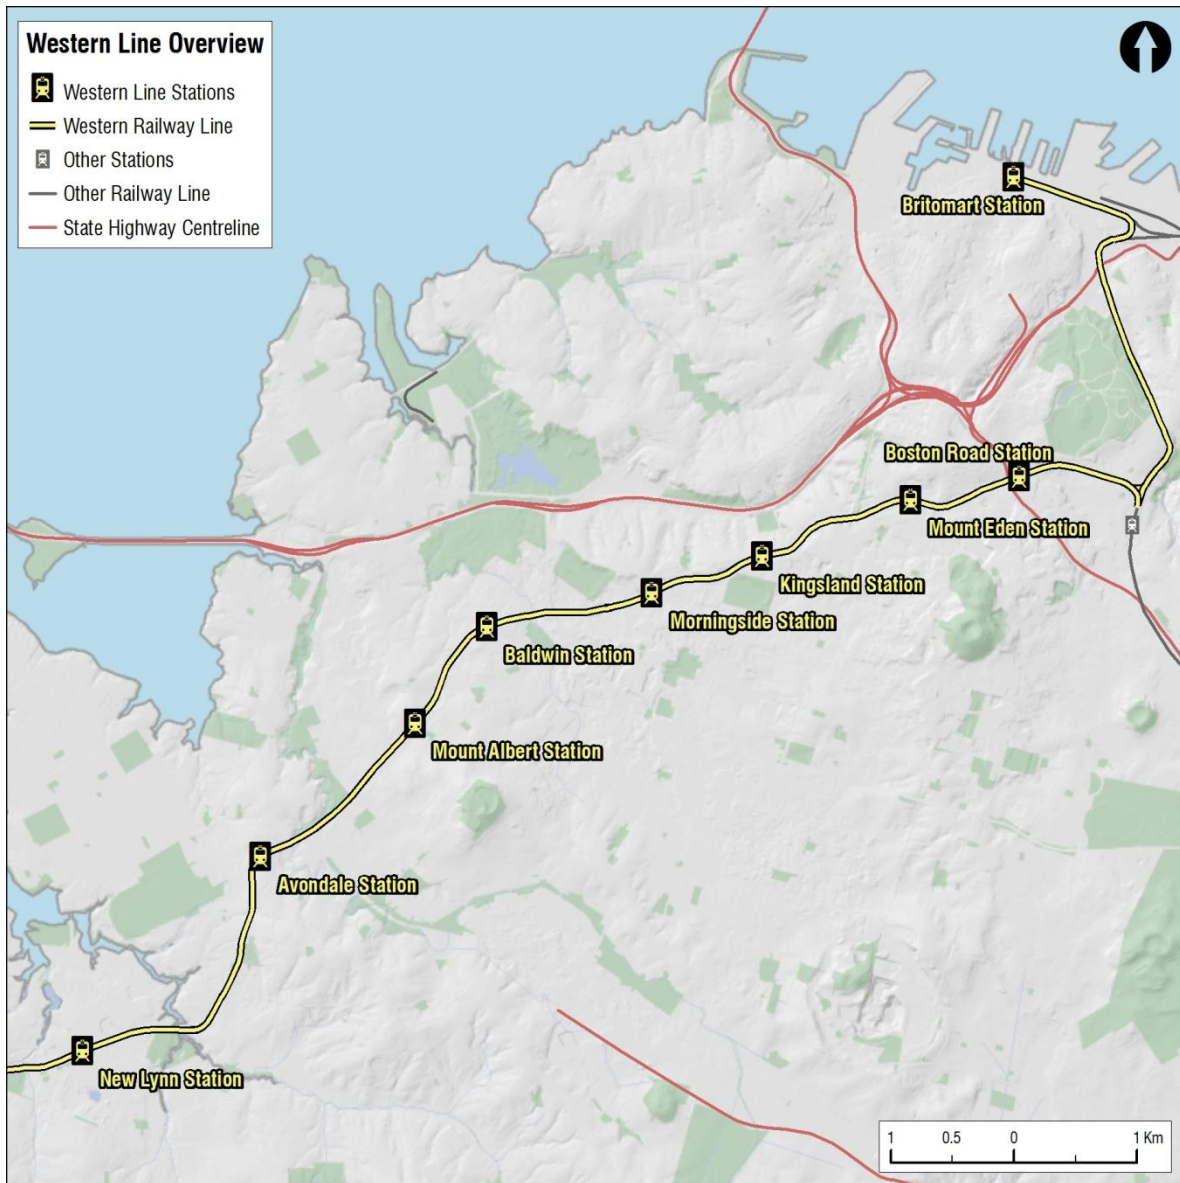 Western Line Overview
Western Line Stations
Western Railway Line
Other Stations
Other Railway Line
State Highway Centreline
Britomart Station
Boston Road Station
Mount Eden Station
Kingsland Station
Morningside Station
Baldwin Station
Mount Albert Station
Avondale Station
New Lynn Station
1 0.5 0 1 Km